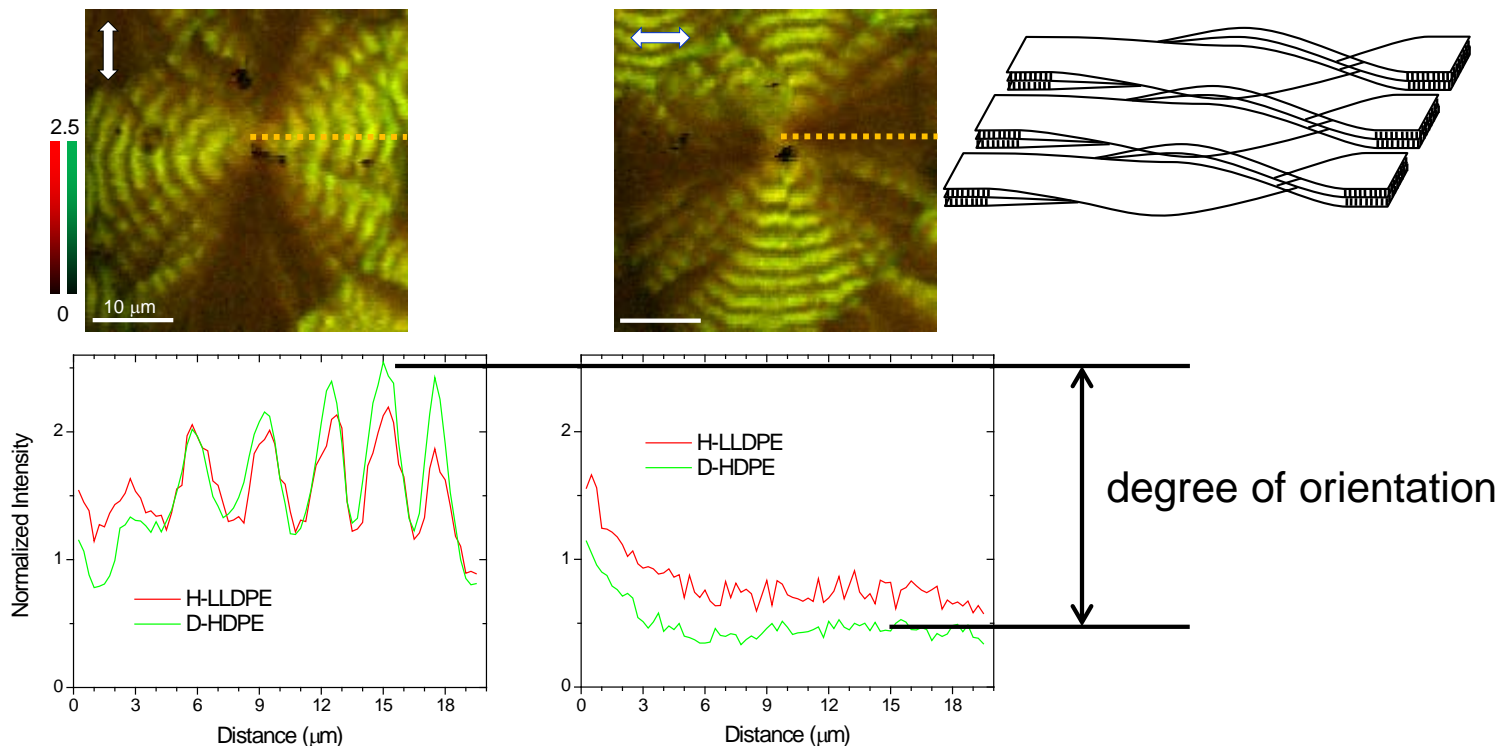 2.5
0
10 μm
Normalized Intensity
2
1
0
H-LLDPE
D-HDPE
0 3 6 9 12 15 18
Distance (μm)
2
1
0
H-LLDPE
D-HDPE
0 3 6 9 12 15 18
Distance (μm)
degree of orientation